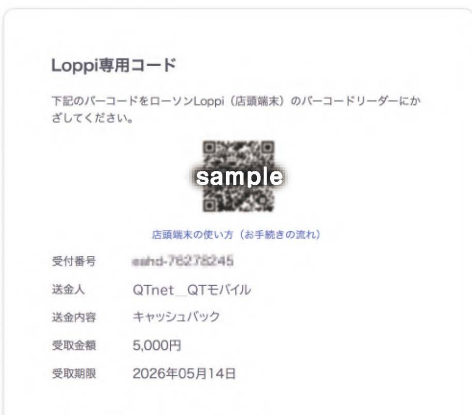 Loppi専用コード
下記のバーコードをローソンLoppi（店頭端末）のバーコードリーダーにか
ざしてください。
sample
店頭端末の使い方（お手続きの流れ）
受付番号
送金人 QTnet＿QTモバイル
送金内容 キャッシュバック
受取金額 5,000円
受取期限 2026年05月14日